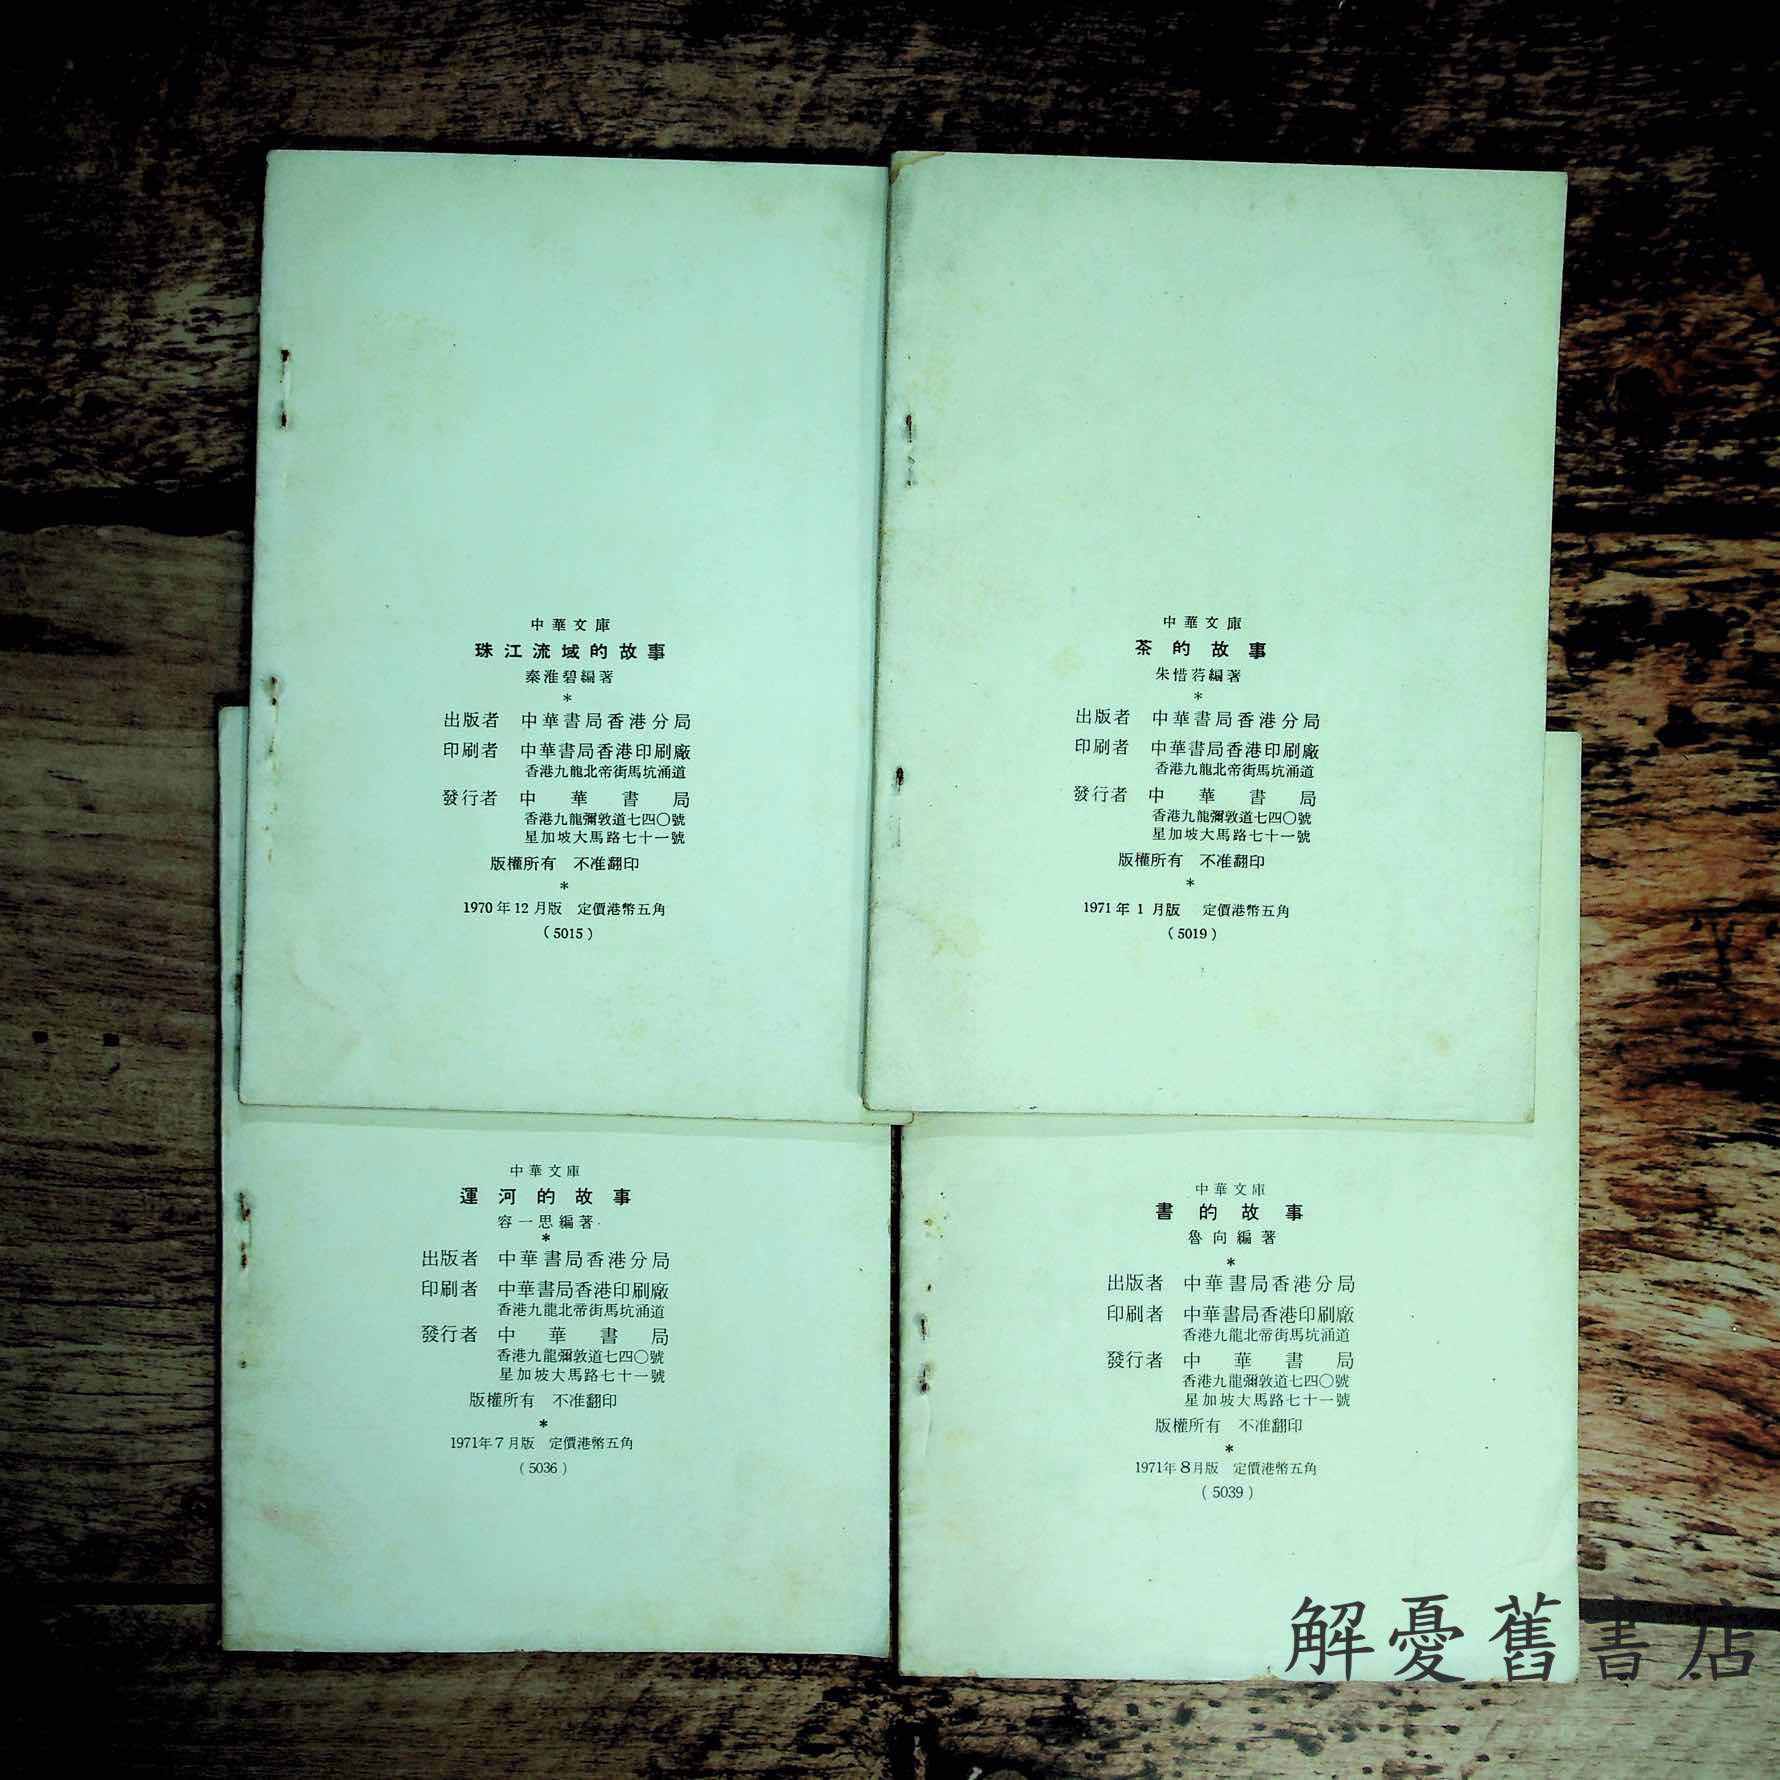 中華文庫
珠江流域的故事
秦淮碧編著
*
出版者 中華書局香港分局
印刷者 中華書局香港印刷廠
香港九龍北帝街馬坑涌道
發行者 中華書局
香港九龍彌敦道七四〇號
星加坡大馬路七十一號
版權所有 不准翻印
*
1970年12月版 定價港幣五角
(5015)
中華文庫
茶的故事
朱惜荇編著
*
出版者 中華書局香港分局
印刷者 中華書局香港印刷廠
香港九龍北帝街馬坑涌道
發行者 中華書局
香港九龍彌敦道七四〇號
星加坡大馬路七十一號
版權所有 不准翻印
*
1971年1月版 定價港幣五角
(5019)
中華文庫
運河的故事
容一思編著
*
出版者 中華書局香港分局
印刷者 中華書局香港印刷廠
香港九龍北帝街馬坑涌道
發行者 中華書局
香港九龍彌敦道七四〇號
星加坡大馬路七十一號
版權所有 不准翻印
*
1971年7月版 定價港幣五角
(5036)
中華文庫
書的故事
魯向編著
*
出版者 中華書局香港分局
印刷者 中華書局香港印刷廠
香港九龍北帝街馬坑涌道
發行者 中華書局
香港九龍彌敦道七四〇號
星加坡大馬路七十一號
版權所有 不准翻印
*
1971年8月版 定價港幣五角
(5039)
解憂舊書店